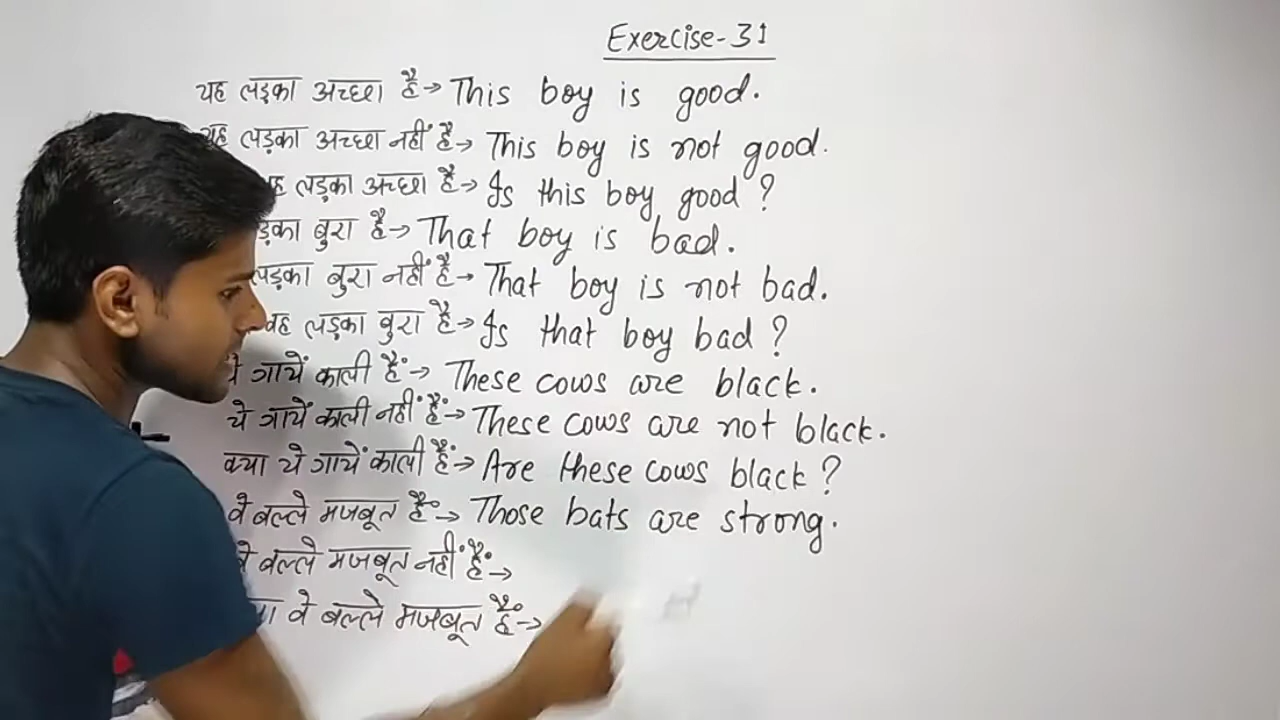 Exercise-31
यह लड़का अच्छा है → This boy is good.
यह लड़का अच्छा नहीं है → This boy is not good.
लड़का अच्छा है → Is this boy good ?
बुरा है → That boy is bad.
लड़का बुरा नहीं है → That boy is not bad.
वह लड़का बुरा है → Is that boy bad ?
ये गायें काली हैं → These cows are black.
ये गायें काली नहीं हैं → These cows are not black.
क्या ये गायें काली हैं → Are these cows black ?
वे बल्ले मजबूत हैं → Those bats are strong.
वे बल्ले मजबूत नहीं हैं →
वे बल्ले मजबूत हैं →